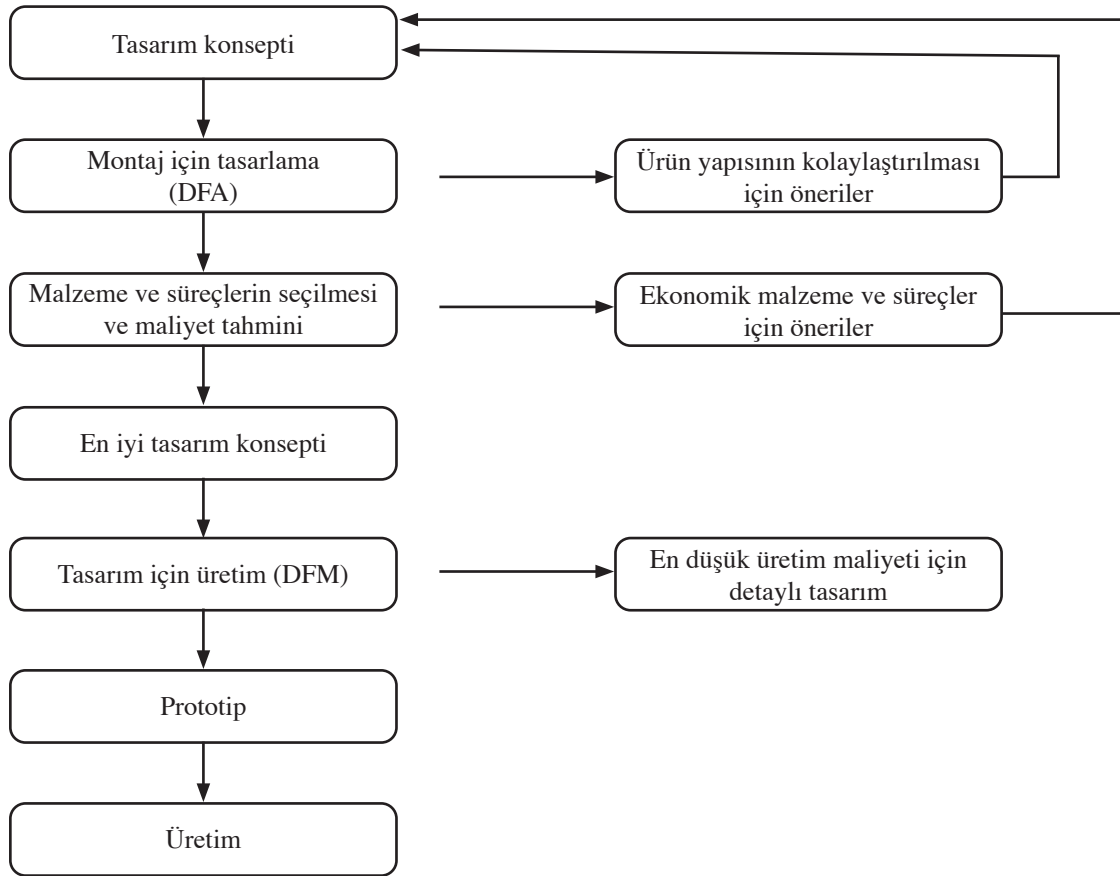 Tasarım konsepti
Montaj için tasarlama
(DFA)
Ürün yapısının kolaylaştırılması
için öneriler
Malzeme ve süreçlerin seçilmesi
ve maliyet tahmini
Ekonomik malzeme ve süreçler
için öneriler
En iyi tasarım konsepti
Tasarım için üretim (DFM)
En düşük üretim maliyeti için
detaylı tasarım
Prototip
Üretim